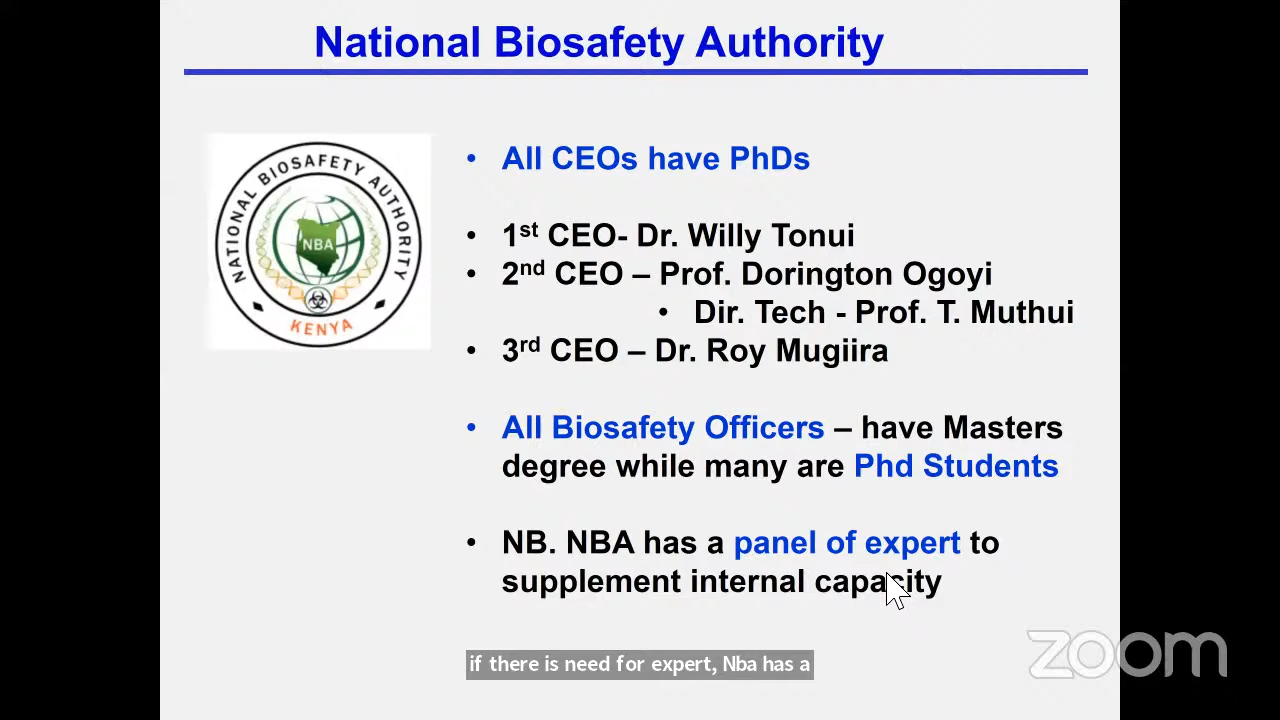 National Biosafety Authority
NATIONAL BIOSAFETY AUTHORITY
NBA
KENYA
• All CEOs have PhDs
• 1st CEO- Dr. Willy Tonui
• 2nd CEO – Prof. Dorington Ogoyi
• Dir. Tech - Prof. T. Muthui
• 3rd CEO – Dr. Roy Mugiira
• All Biosafety Officers – have Masters
degree while many are Phd Students
• NB. NBA has a panel of expert to
supplement internal capacity
if there is need for expert, Nba has a
zoom